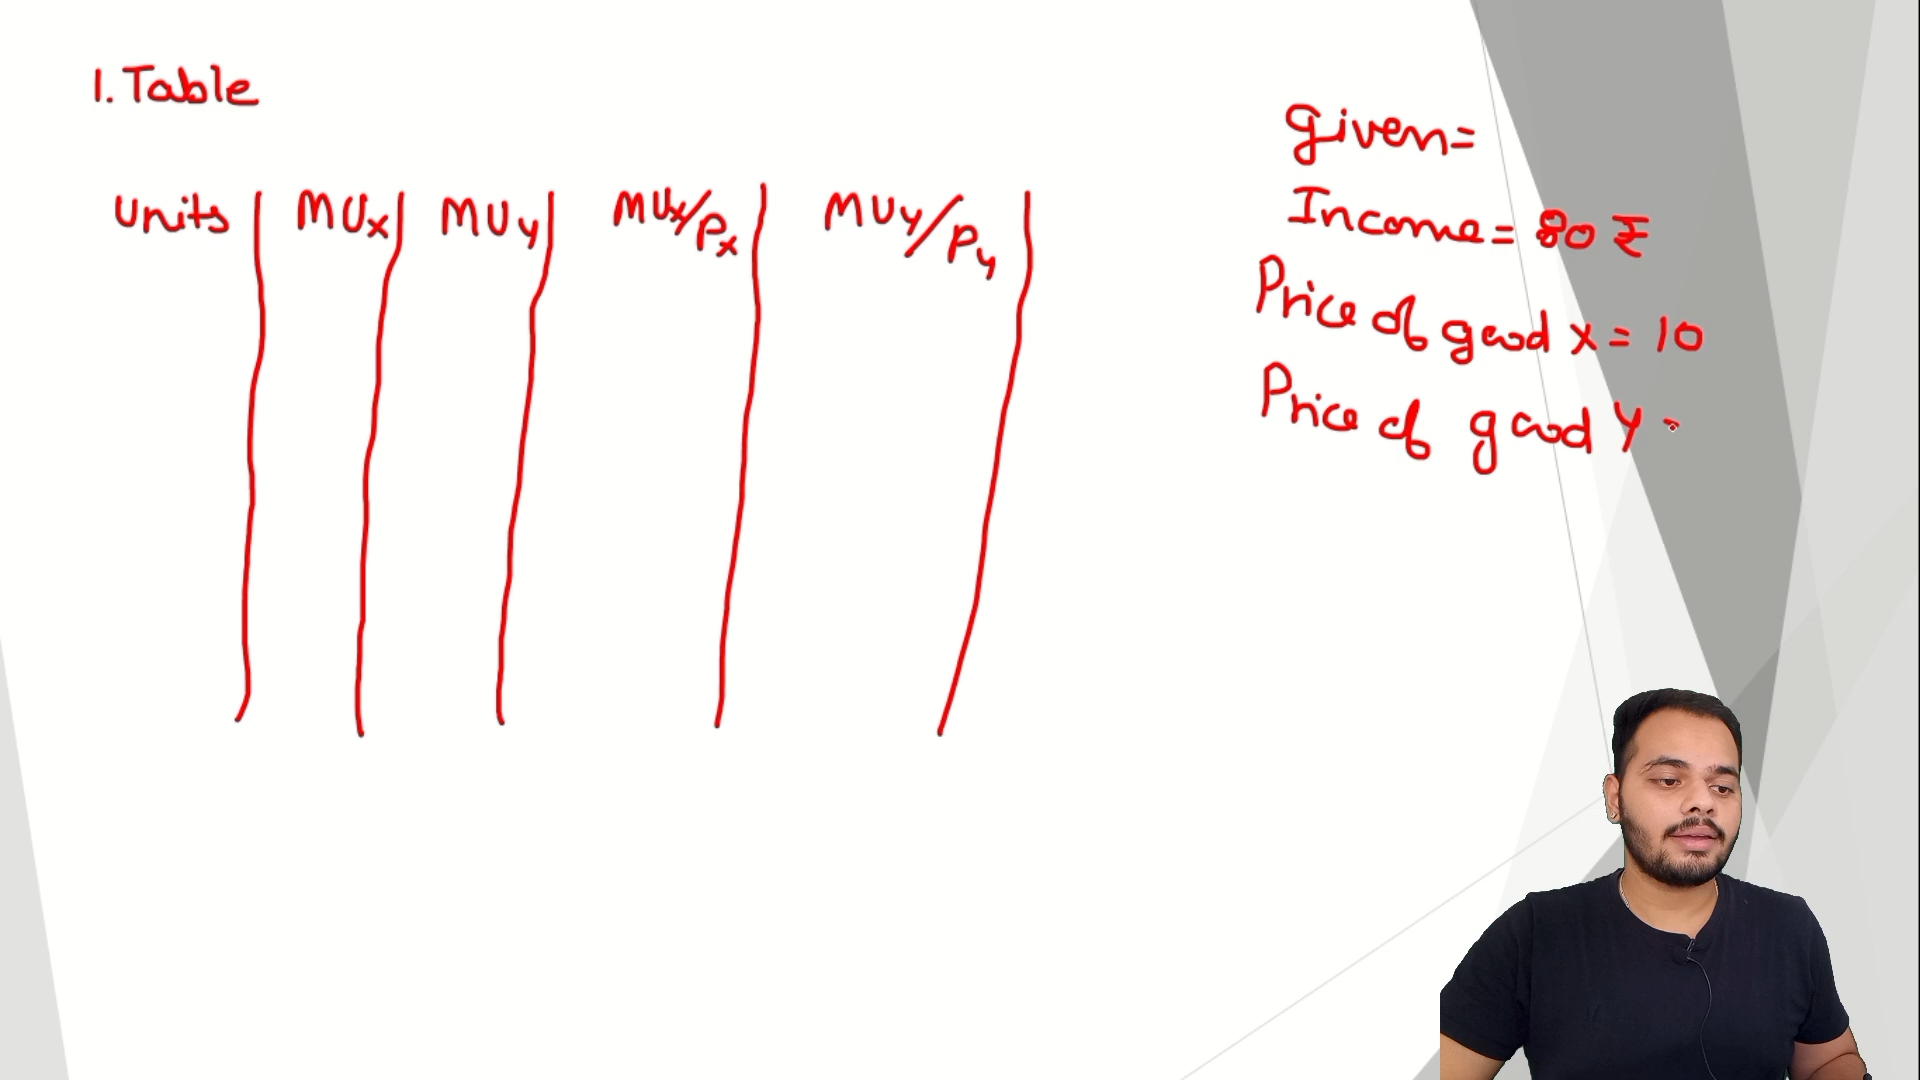 1. Table
units MUx MUy MUx/Px MUy/Py
given=
Income = 80 ₹
Price of good x = 10
Price of good y -